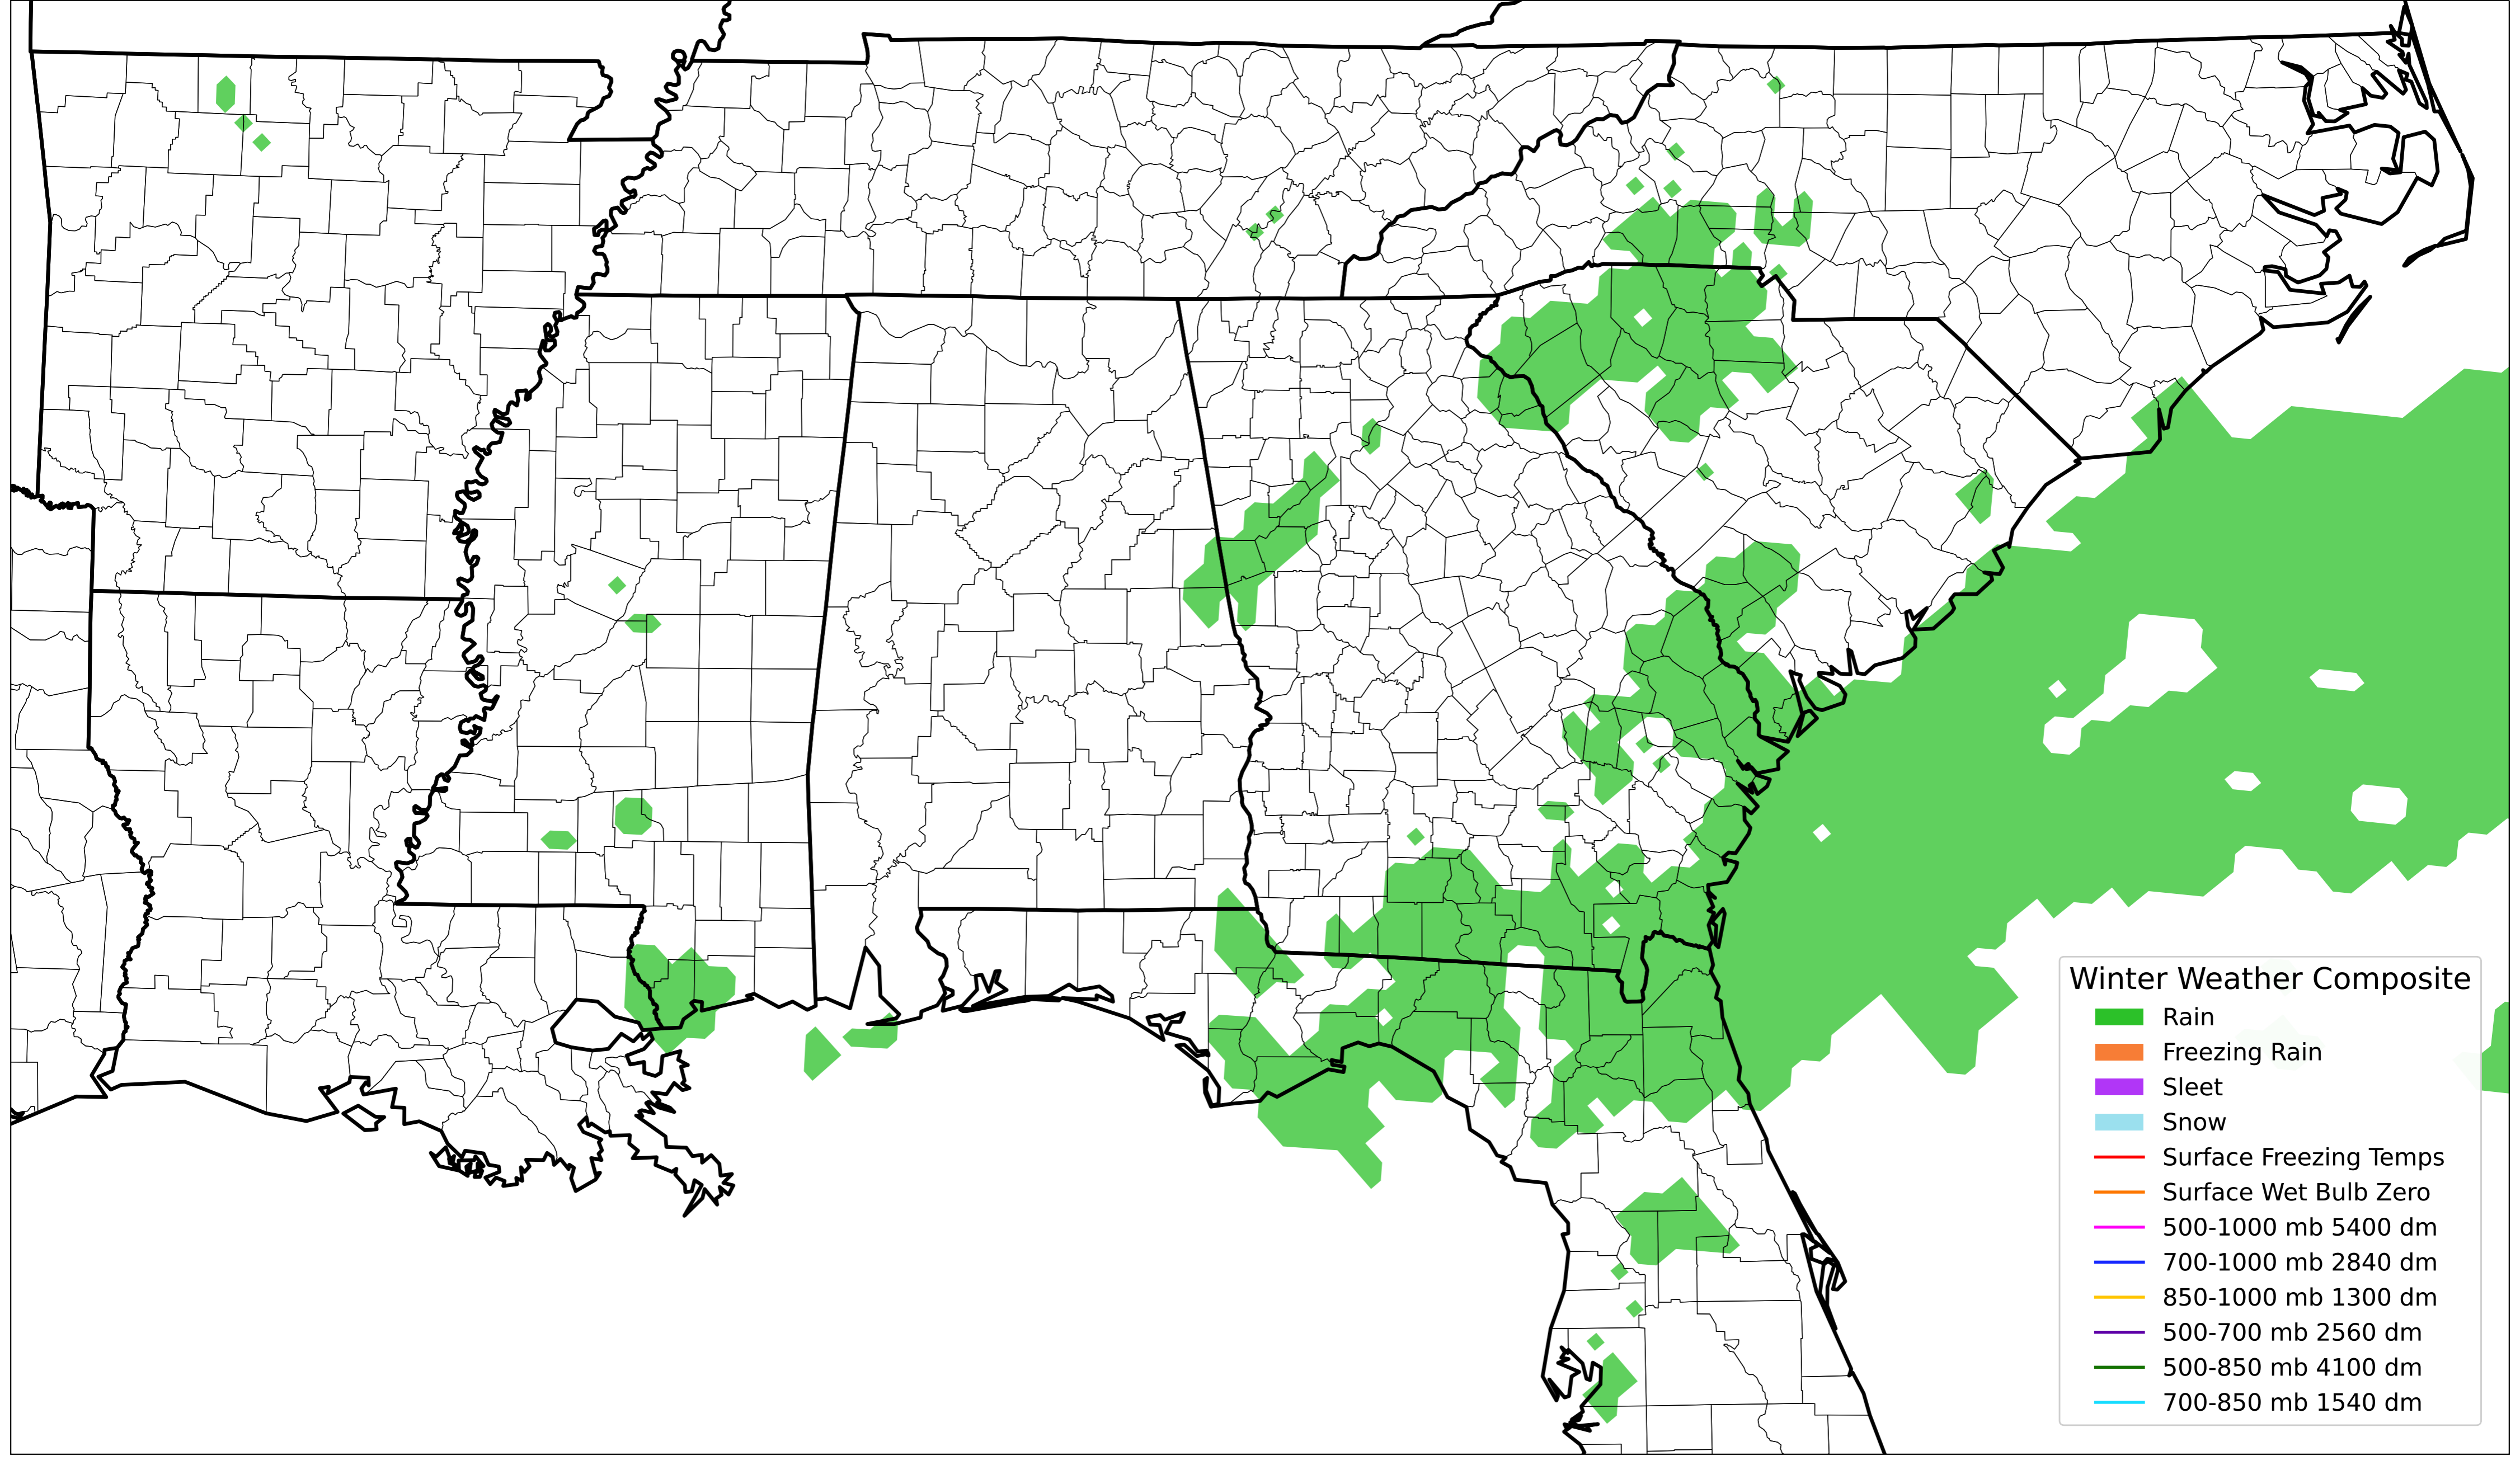 Winter Weather Composite
Rain
Freezing Rain
Sleet
Snow
Surface Freezing Temps
Surface Wet Bulb Zero
500-1000 mb 5400 dm
700-1000 mb 2840 dm
850-1000 mb 1300 dm
500-700 mb 2560 dm
500-850 mb 4100 dm
700-850 mb 1540 dm